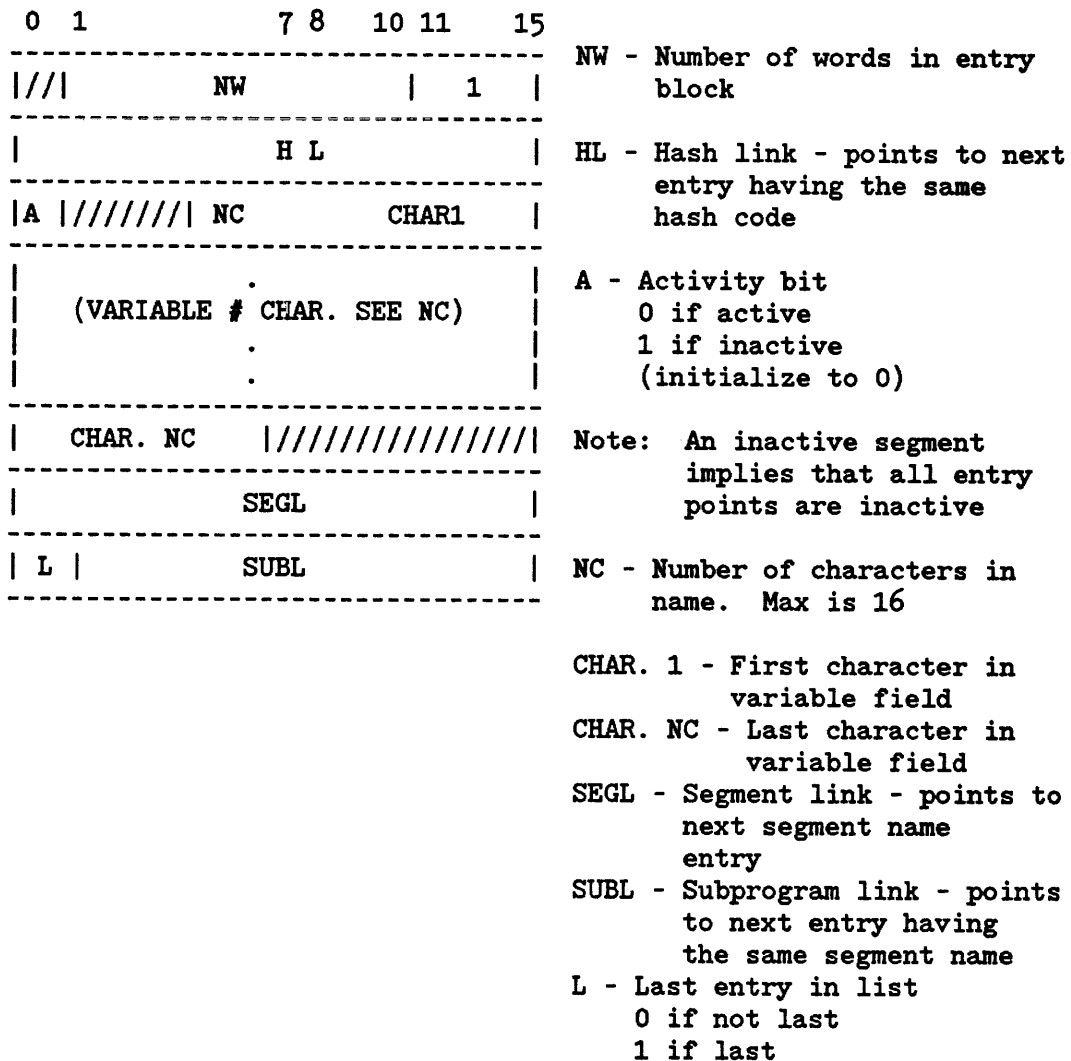 0 1 7 8 10 11 15
|//| NW | 1 |
| H L |
|A |///////| NC CHAR1 |
| . |
| (VARIABLE # CHAR. SEE NC) |
| . |
| . |
| CHAR. NC |////////////////|
| SEGL |
| L | SUBL |
NW - Number of words in entry
block
HL - Hash link - points to next
entry having the same
hash code
A - Activity bit
0 if active
1 if inactive
(initialize to 0)
Note: An inactive segment
implies that all entry
points are inactive
NC - Number of characters in
name. Max is 16
CHAR. 1 - First character in
variable field
CHAR. NC - Last character in
variable field
SEGL - Segment link - points to
next segment name
entry
SUBL - Subprogram link - points
to next entry having
the same segment name
L - Last entry in list
0 if not last
1 if last